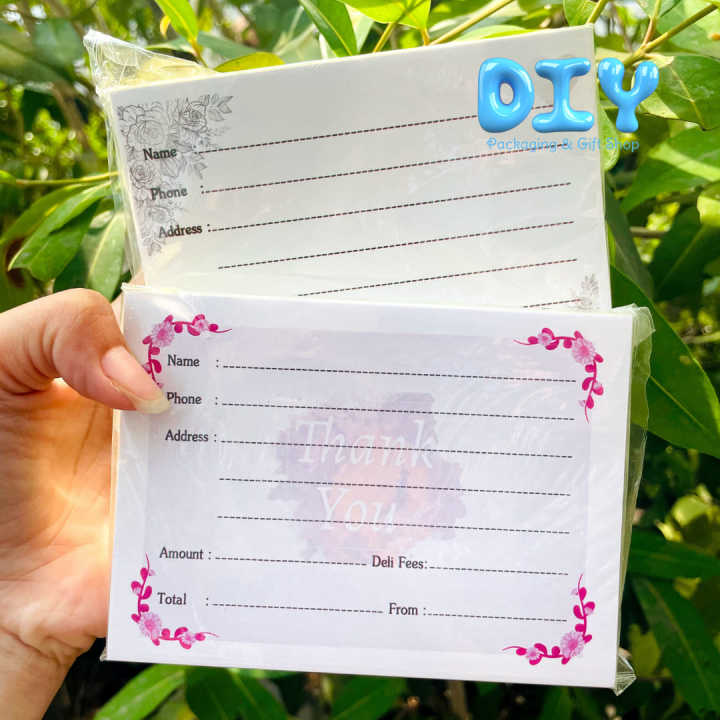 DIY
Packaging & Gift Shop
Name :
Phone :
Address :
Name :
Phone :
Address :
Thank
You
Amount :
Deli Fees:
Total :
From :